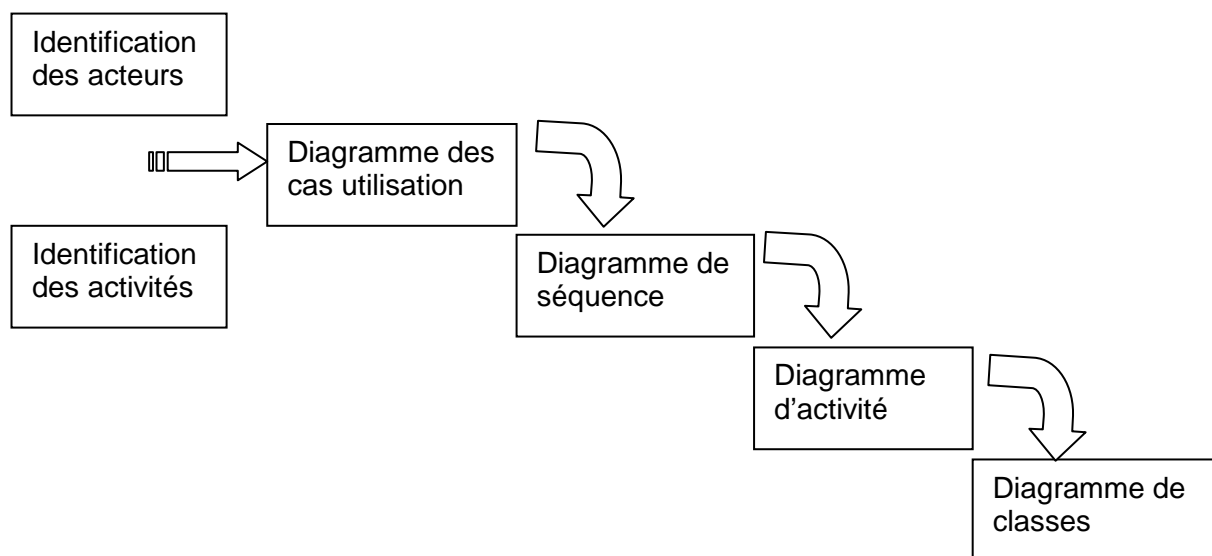 Identification
des acteurs
Diagramme des
cas utilisation
Identification
des activités
Diagramme de
séquence
Diagramme
d’activité
Diagramme de
classes